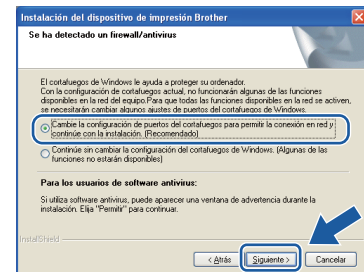 Instalación del dispositivo de impresión Brother
Se ha detectado un firewall/antivirus
El cortafuegos de Windows le ayuda a proteger su ordenador.
Con la configuración de cortafuegos actual, no funcionarán algunas de las funciones
disponibles en la red del equipo.Para que todas las funciones disponibles en la red se activen,
se necesitarán cambiar algunos ajustes de puertos del cortafuegos de Windows.
Cambie la configuración de puertos del cortafuegos para permitir la conexión en red y
continúe con la instalación. (Recomendado)
Continúe sin cambiar la configuración del cortafuegos de Windows. (Algunas de las
funciones no estarán disponibles)
Para los usuarios de software antivirus:
Si utiliza software antivirus, puede aparecer una ventana de advertencia durante la
instalación. Elija "Permitir" para continuar.
InstallShield
< Atrás
Siguiente >
Cancelar